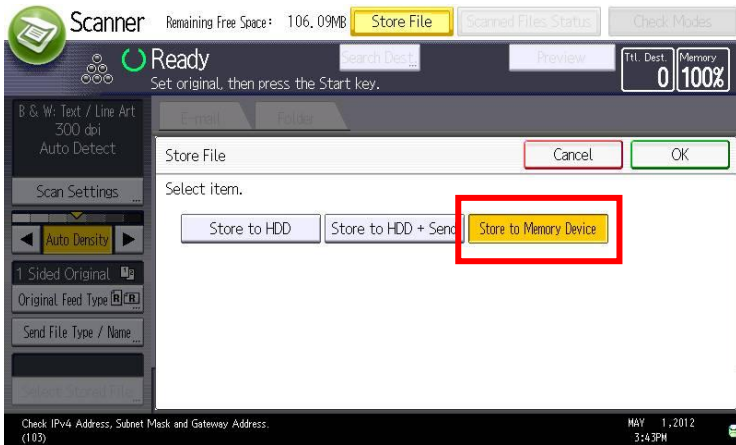 Scanner
Remaining Free Space: 106.09MB
Store File
Scanned Files Status
Check Modes
Ready
Search Dest.
Preview
Ttl. Dest.
0
Memory
100%
Set original, then press the Start key.
B & W: Text / Line Art
300 dpi
Auto Detect
E-mail
Folder
Store File
Cancel
OK
Scan Settings
Select item.
Store to HDD
Store to HDD + Send
Store to Memory Device
Auto Density
1 Sided Original
Original Feed Type
Send File Type / Name
Select Stored File
Check IPv4 Address, Subnet Mask and Gateway Address.
(103)
MAY 1,2012
3:43PM